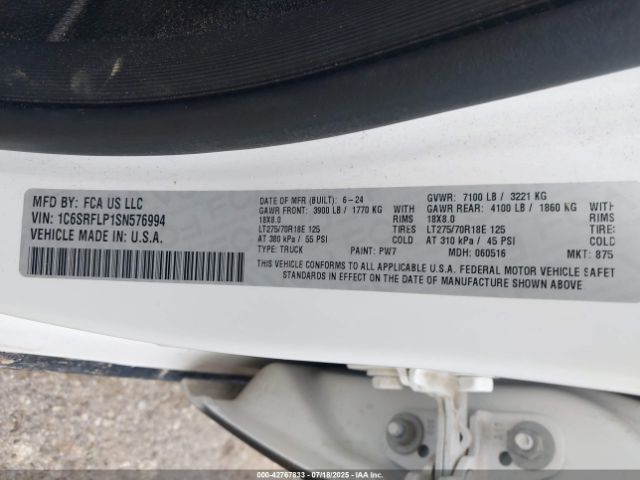 MFD BY: FCA US LLC
VIN: 1C6SRFLP1SN576994
VEHICLE MADE IN: U.S.A.
DATE OF MFR (BUILT): 6-24
GAWR FRONT: 3900 LB / 1770 KG WITH
18X8.0 RIMS
LT275/70R18E 125 TIRES
AT 380 kPa / 55 PSI COLD
TYPE: TRUCK PAINT: PW7
GVWR: 7100 LB / 3221 KG
GAWR REAR: 4100 LB / 1860 KG WITH
18X8.0 RIMS
LT275/70R18E 125 TIRES
AT 310 kPa / 45 PSI COLD
MDH: 060516 MKT: 875
THIS VEHICLE CONFORMS TO ALL APPLICABLE U.S.A. FEDERAL MOTOR VEHICLE SAFET
STANDARDS IN EFFECT ON THE DATE OF MANUFACTURE SHOWN ABOVE.
© IAA - 42767833 - 07/18/2025 - IAAI.COM